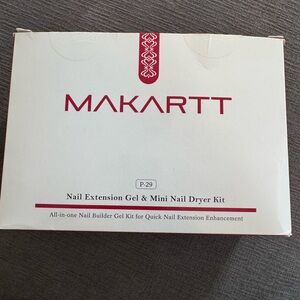 MAKARTT
P-29
Nail Extension Gel & Mini Nail Dryer Kit
All-in-one Nail Builder Gel Kit for Quick Nail Extension Enhancement